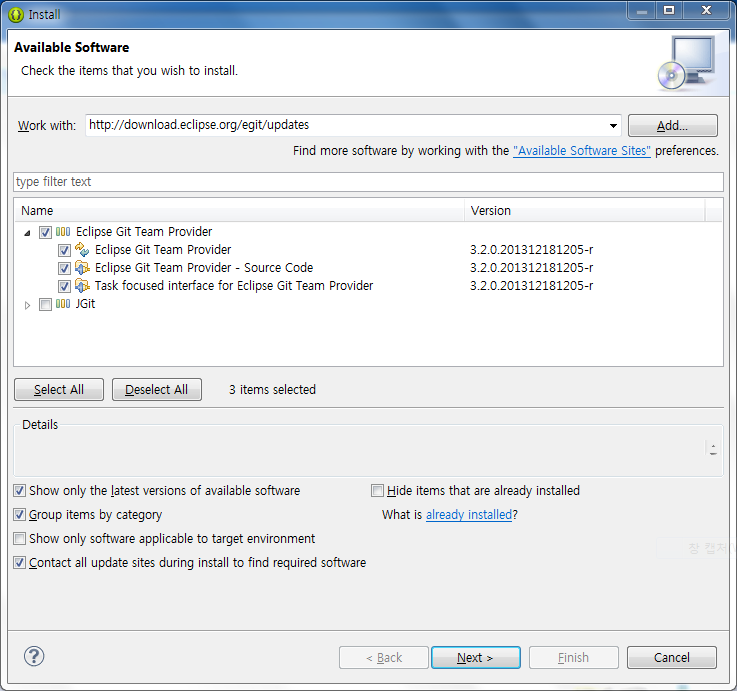 Install
Available Software
Check the items that you wish to install.
Work with: http://download.eclipse.org/egit/updates Add...
Find more software by working with the "Available Software Sites" preferences.
type filter text
Name Version
Eclipse Git Team Provider
Eclipse Git Team Provider 3.2.0.201312181205-r
Eclipse Git Team Provider - Source Code 3.2.0.201312181205-r
Task focused interface for Eclipse Git Team Provider 3.2.0.201312181205-r
JGit
Select All Deselect All 3 items selected
Details
Show only the latest versions of available software Hide items that are already installed
Group items by category What is already installed?
Show only software applicable to target environment
Contact all update sites during install to find required software
? < Back Next > Finish Cancel